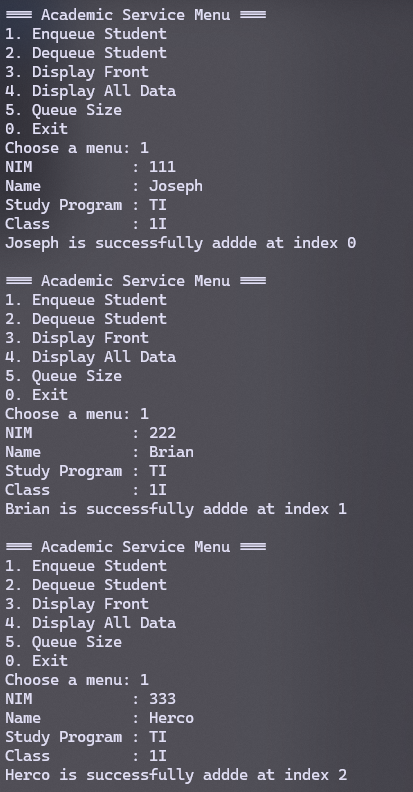 === Academic Service Menu ===
1. Enqueue Student
2. Dequeue Student
3. Display Front
4. Display All Data
5. Queue Size
0. Exit
Choose a menu: 1
NIM           : 111
Name          : Joseph
Study Program : TI
Class         : 1I
Joseph is successfully addde at index 0

=== Academic Service Menu ===
1. Enqueue Student
2. Dequeue Student
3. Display Front
4. Display All Data
5. Queue Size
0. Exit
Choose a menu: 1
NIM           : 222
Name          : Brian
Study Program : TI
Class         : 1I
Brian is successfully addde at index 1

=== Academic Service Menu ===
1. Enqueue Student
2. Dequeue Student
3. Display Front
4. Display All Data
5. Queue Size
0. Exit
Choose a menu: 1
NIM           : 333
Name          : Herco
Study Program : TI
Class         : 1I
Herco is successfully addde at index 2